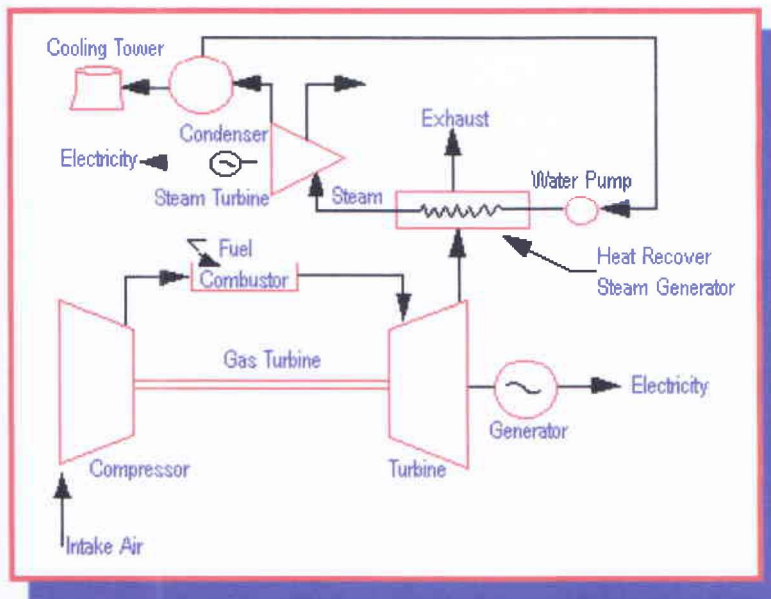 Cooling Tower
Condenser
Exhaust
Electricity
Steam Turbine
Steam
Water Pump
Heat Recover
Steam Generator
Fuel
Combustor
Gas Turbine
Electricity
Generator
Compressor
Turbine
Intake Air